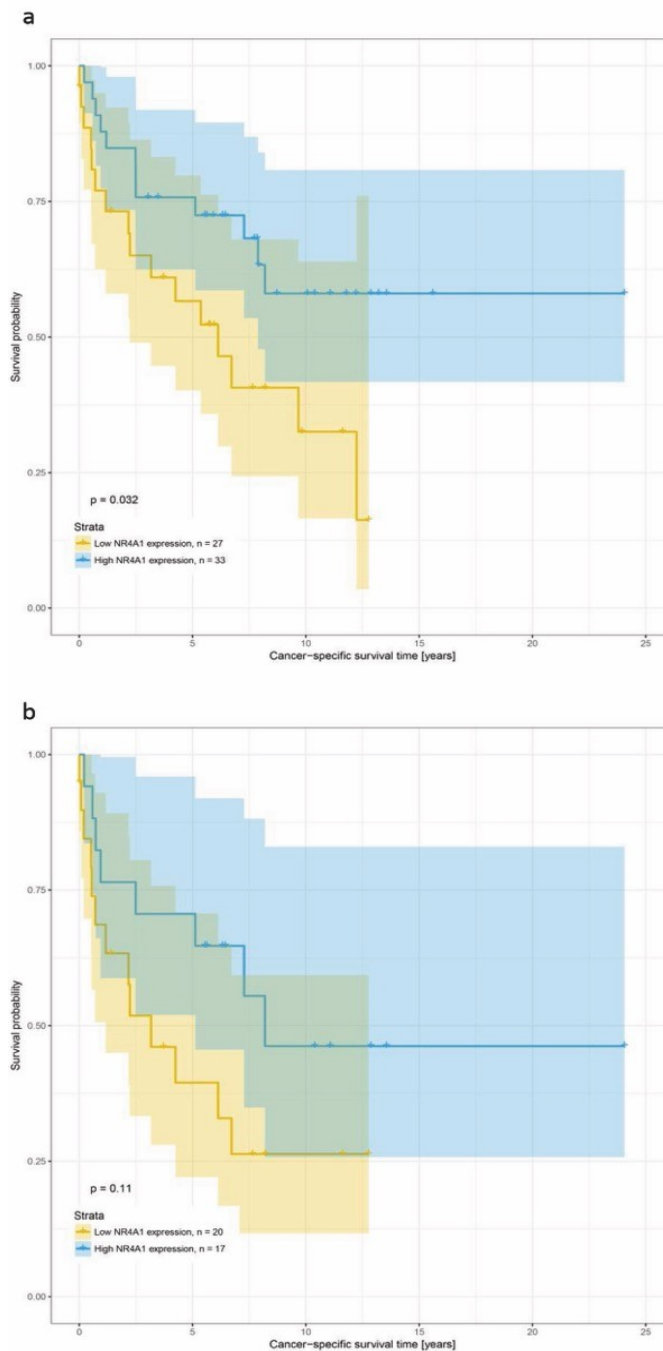 a
1.00
0.75
0.50
0.25
0.00
Survival probability
p = 0.032
Strata
Low NR4A1 expression, n = 27
High NR4A1 expression, n = 33
0 5 10 15 20 25
Cancer-specific survival time [years]
b
1.00
0.75
0.50
0.25
0.00
Survival probability
p = 0.11
Strata
Low NR4A1 expression, n = 20
High NR4A1 expression, n = 17
0 5 10 15 20 25
Cancer-specific survival time [years]